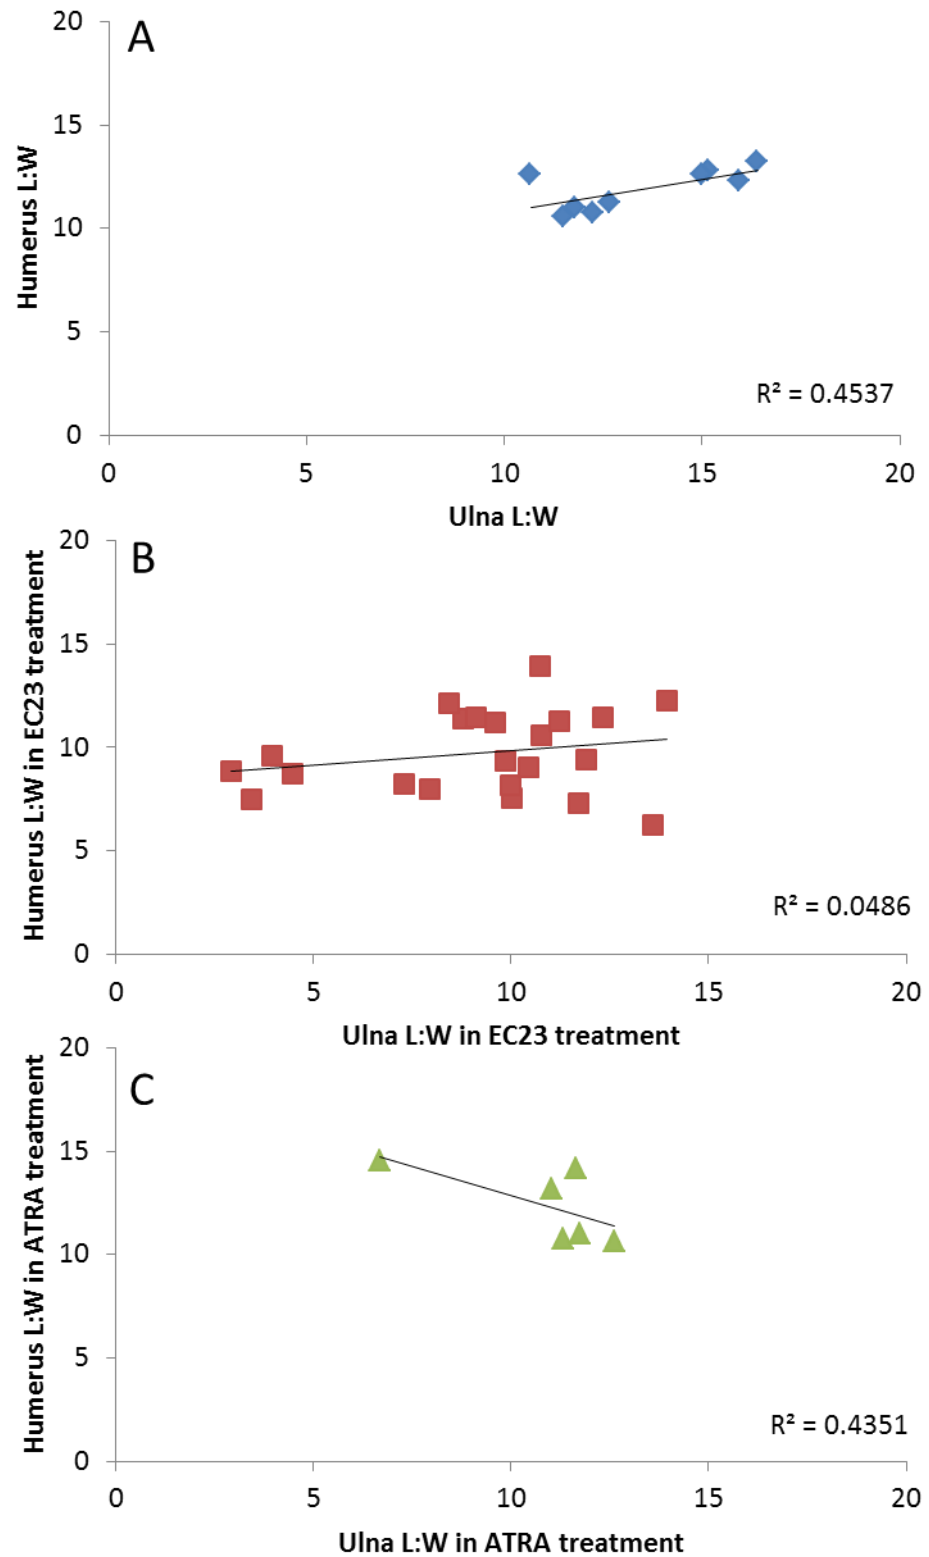 A
20
15
10
5
0
Humerus L:W
R² = 0.4537
0 5 10 15 20
Ulna L:W
B
20
15
10
5
0
Humerus L:W in EC23 treatment
R² = 0.0486
0 5 10 15 20
Ulna L:W in EC23 treatment
C
20
15
10
5
0
Humerus L:W in ATRA treatment
R² = 0.4351
0 5 10 15 20
Ulna L:W in ATRA treatment